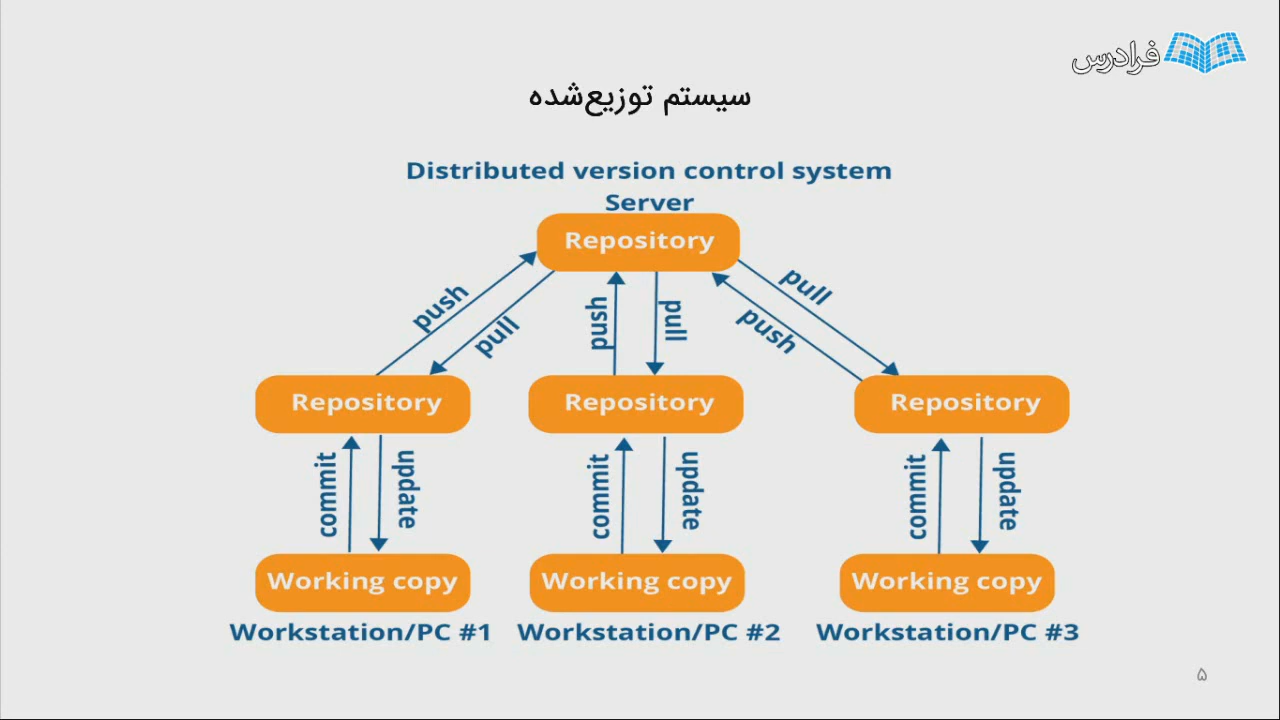 فرادرس
سیستم توزیع‌شده
Distributed version control system
Server
Repository
push
pull
push
pull
push
pull
Repository
Repository
Repository
commit
update
commit
update
commit
update
Working copy
Working copy
Working copy
Workstation/PC #1
Workstation/PC #2
Workstation/PC #3
۵